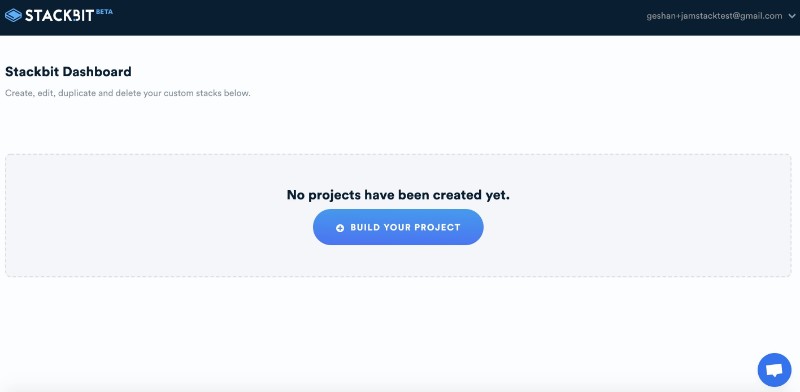 STACKBIT BETA
geshan+jamstacktest@gmail.com
Stackbit Dashboard
Create, edit, duplicate and delete your custom stacks below.
No projects have been created yet.
BUILD YOUR PROJECT